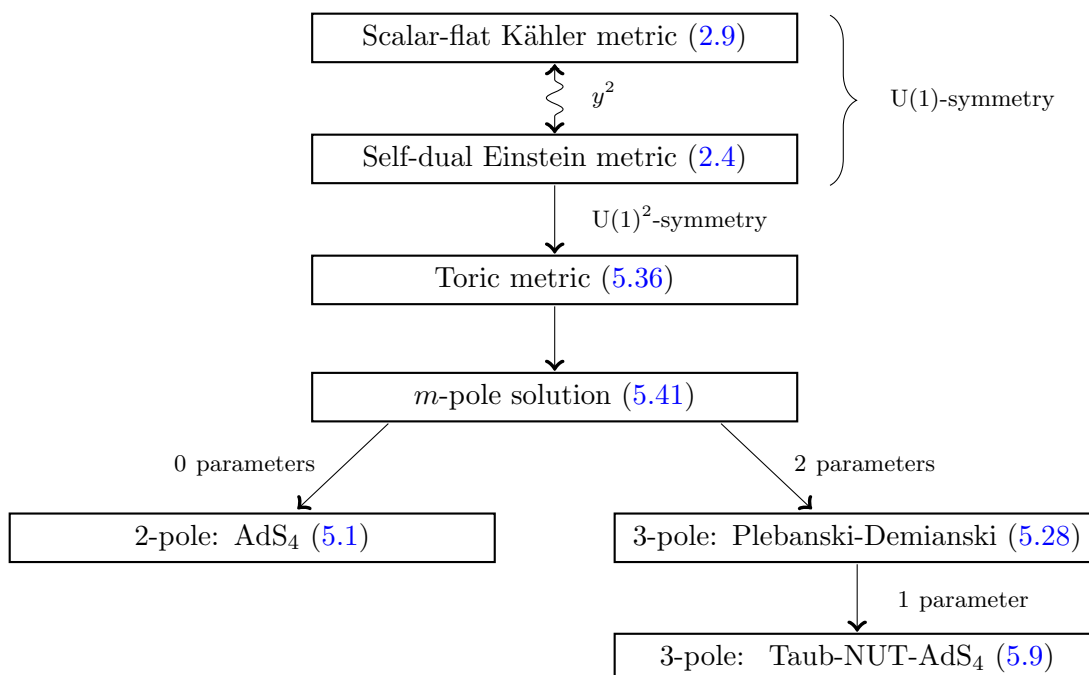 Scalar-flat Kähler metric (2.9)
y²
U(1)-symmetry
Self-dual Einstein metric (2.4)
U(1)²-symmetry
Toric metric (5.36)
m-pole solution (5.41)
0 parameters
2 parameters
2-pole: AdS₄ (5.1)
3-pole: Plebanski-Demianski (5.28)
1 parameter
3-pole: Taub-NUT-AdS₄ (5.9)